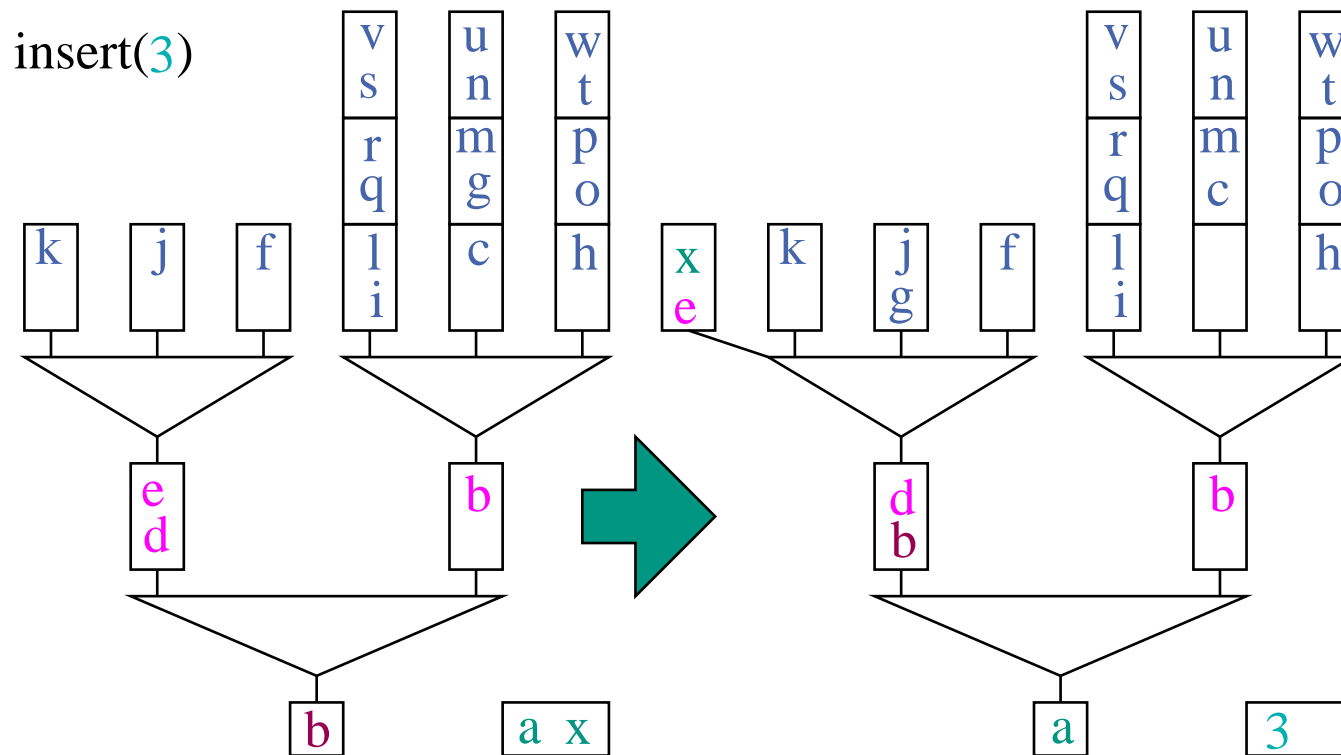 v u w v u w
insert(3)
s n t s n t
r m p r m p
q g o q c o
k j f l c h x k j f l h
i e g i
e b d b
d b
b a x a 3